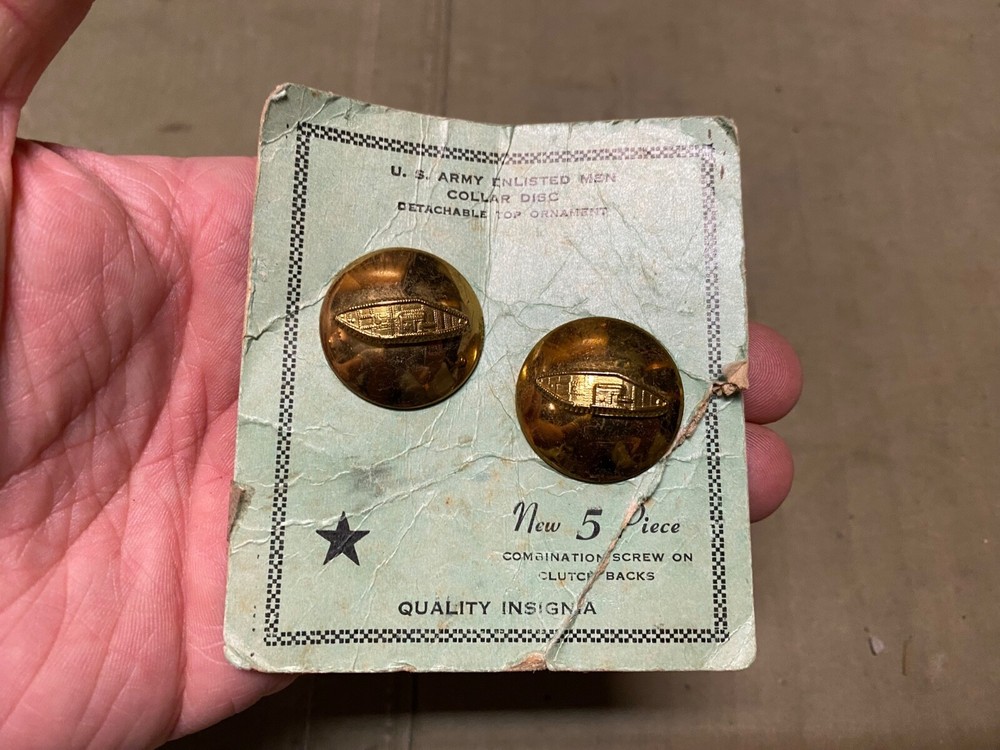 U. S. ARMY ENLISTED MEN
COLLAR DISC
DETACHABLE TOP ORNAMENT
New 5 Piece
COMBINATION SCREW ON
CLUTCH BACKS
QUALITY INSIGNIA